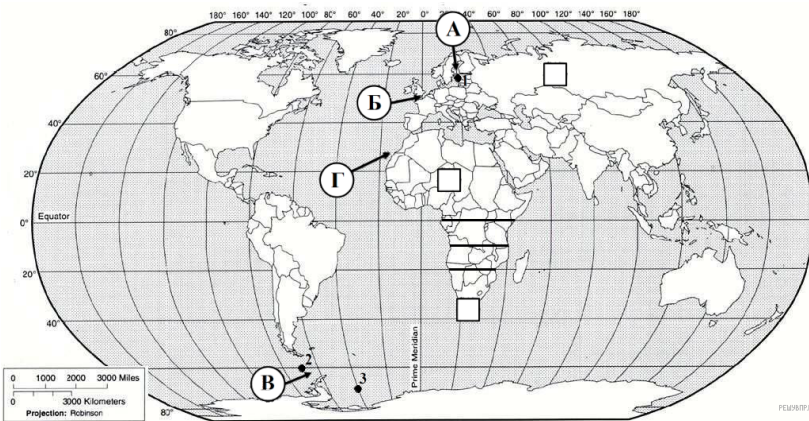 180° 160° 140° 120° 100° 80° 60° 40° 20° 0° 20° 40° 60° 80° 100° 120° 140° 160° 180°
80°
А
60°
1
Б
40°
Г
20°
Equator
0°
20°
40°
Prime Meridian
2
В
3
0 1000 2000 3000 Miles
0 3000 Kilometers
Projection: Robinson
80°